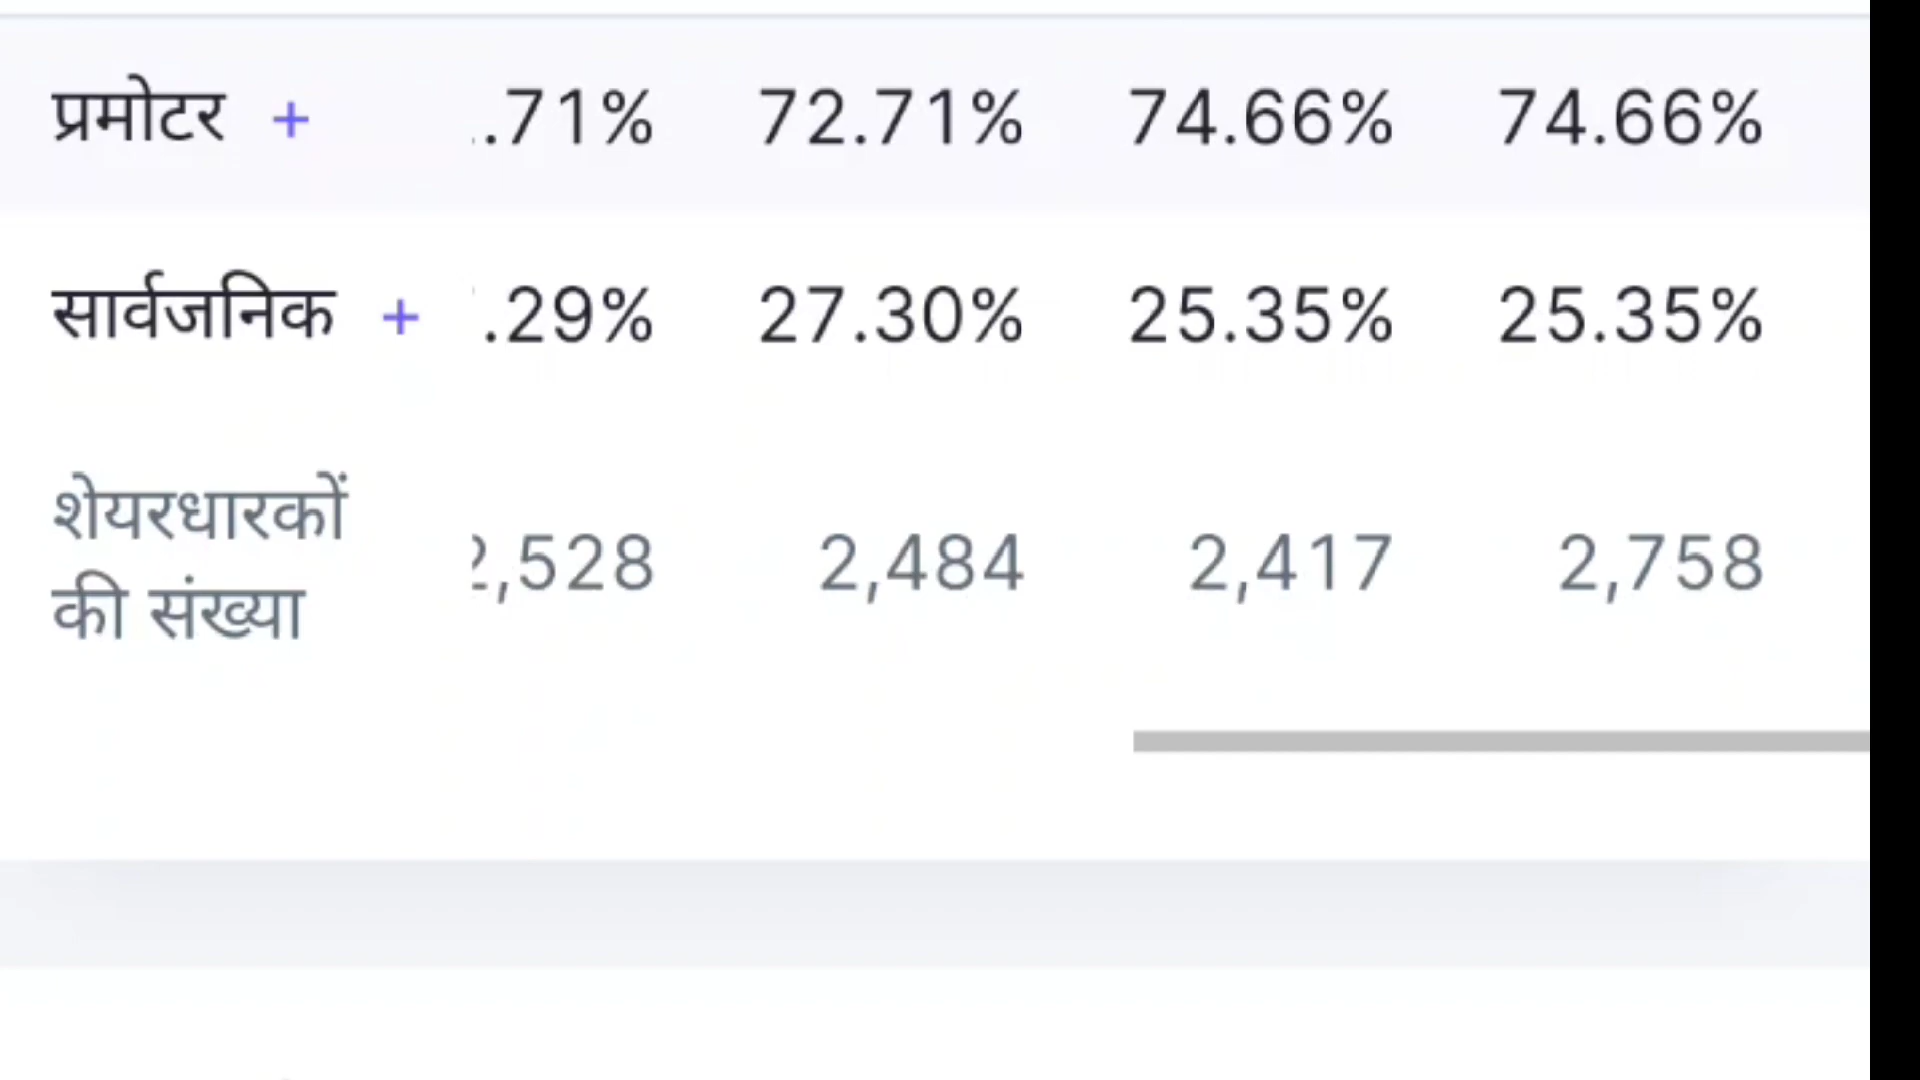 प्रमोटर + .71% 72.71% 74.66% 74.66%
सार्वजनिक + .29% 27.30% 25.35% 25.35%
शेयरधारकों
की संख्या 2,528 2,484 2,417 2,758